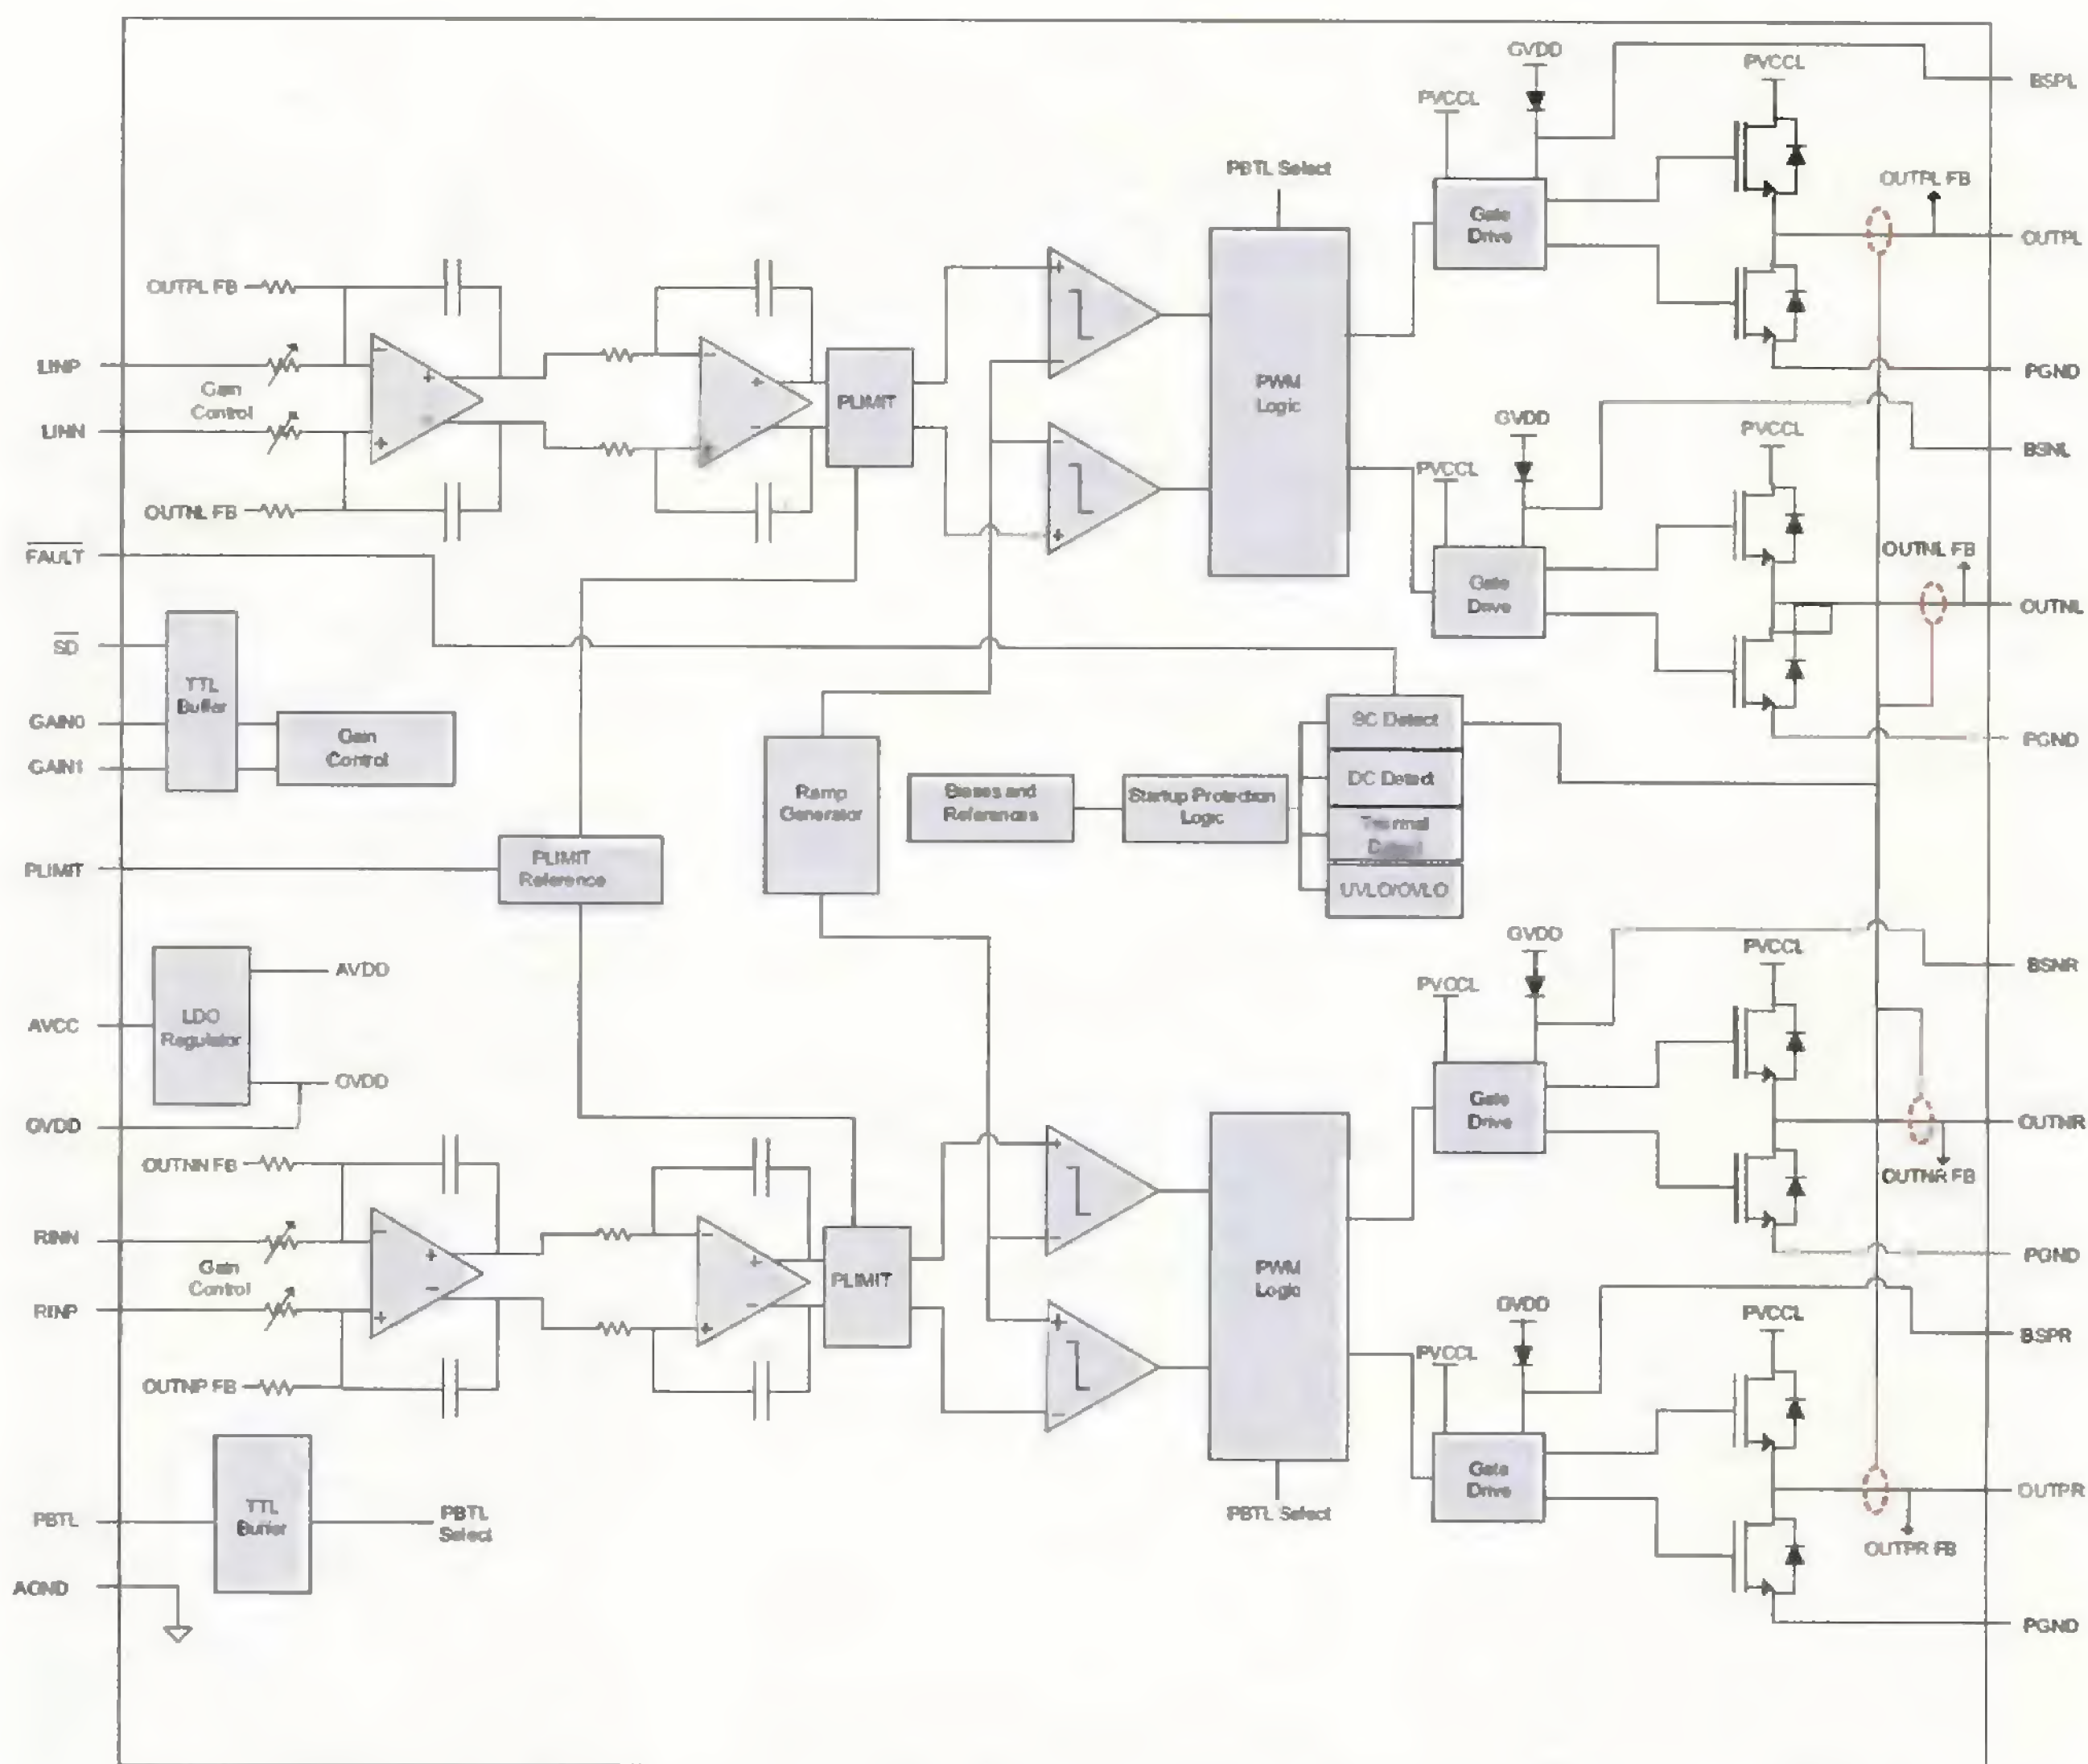 GVDD
PVCCL
BSPL
PVCCL
PBTL Select
OUTPL FB
Gate
Drive
OUTPL
OUTPL FB
LINP
Gain
Control
PLIMIT
PWM
Logic
PGND
LINN
GVDD
PVCCL
BSNL
PVCCL
OUTNL FB
FAULT
OUTNL FB
Gate
Drive
OUTNL
SD
TTL
Buffer
GAIN0
Gain
Control
SC Detect
PGND
GAIN1
DC Detect
Ramp
Generator
Biases and
References
Startup Protection
Logic
Thermal
Detect
PLIMIT
PLIMIT
Reference
UVLO/OVLO
GVDD
PVCCL
AVDD
BSNR
PVCCL
AVCC
LDO
Regulator
GVDD
Gate
Drive
GVDD
OUTNR
OUTNN FB
OUTNR FB
RINN
Gain
Control
PLIMIT
PWM
Logic
PGND
RINP
GVDD
PVCCL
BSPR
PVCCL
OUTNP FB
Gate
Drive
OUTPR
PBTL
TTL
Buffer
PBTL
Select
PBTL Select
OUTPR FB
AGND
PGND